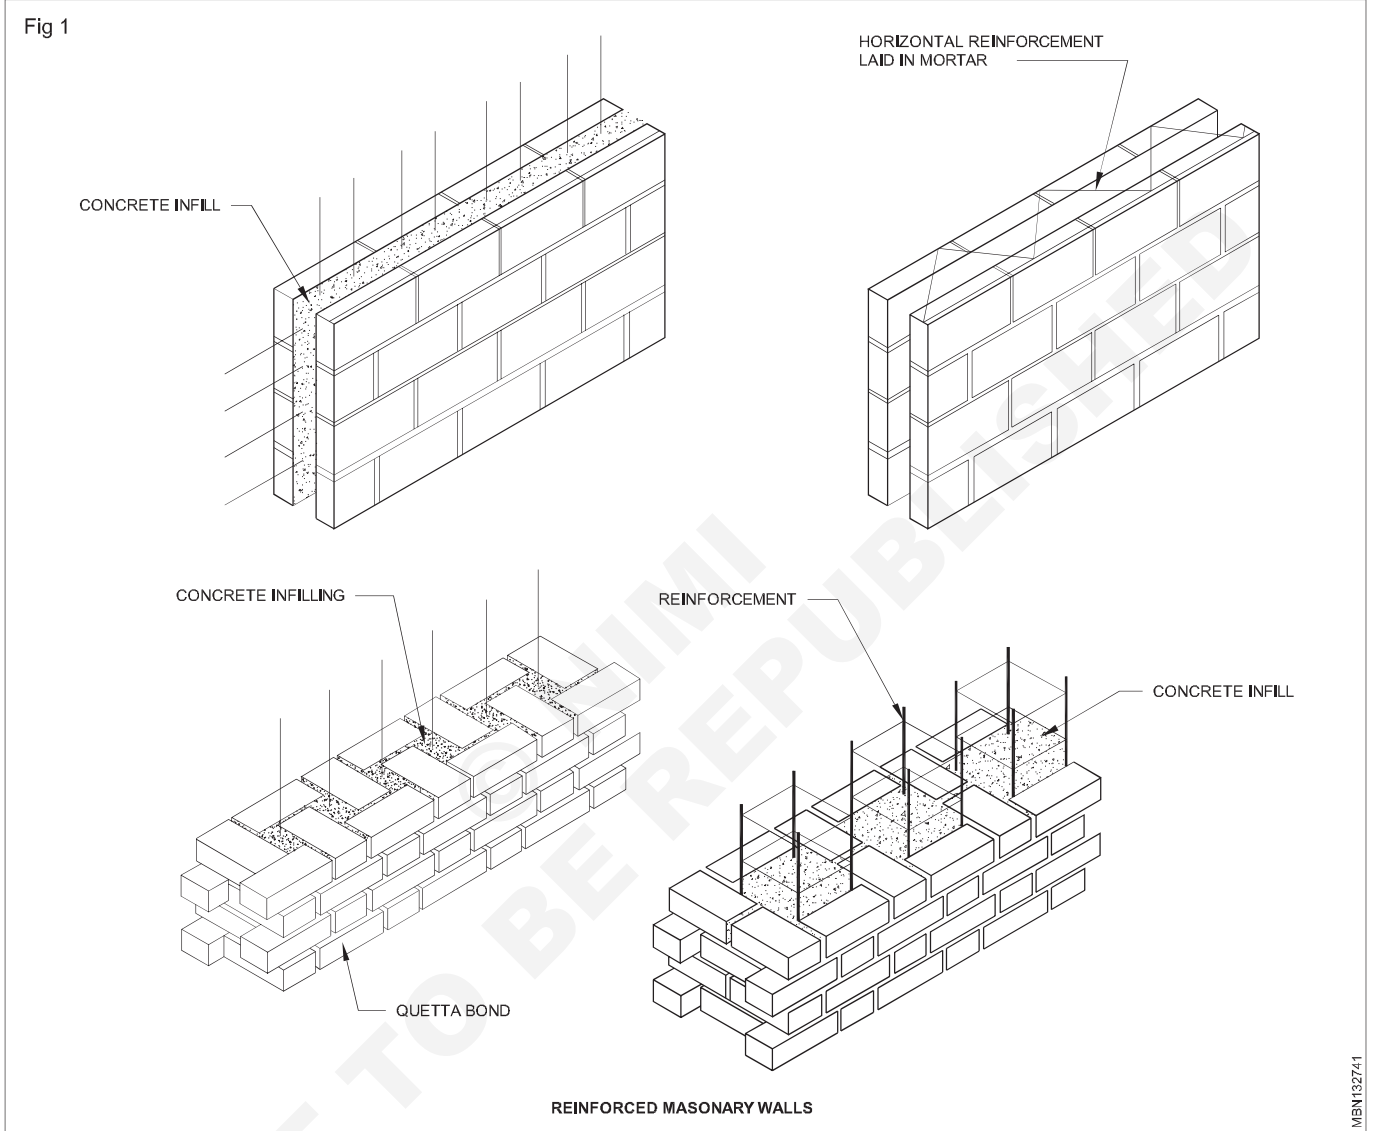 Fig 1
HORIZONTAL REINFORCEMENT
LAID IN MORTAR
CONCRETE INFILL
CONCRETE INFILLING
REINFORCEMENT
CONCRETE INFILL
QUETTA BOND
REINFORCED MASONARY WALLS
MBN132741
© NIMI
TO BE REPUBLISHED